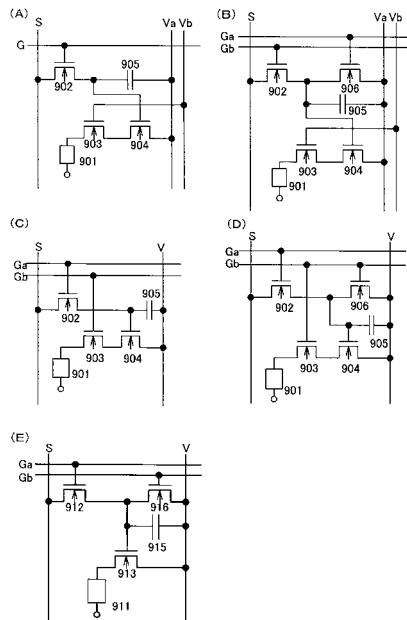 (A)
S
Va Vb
G
905
902
903
904
901
(B)
S
Va Vb
Ga
Gb
902
906
905
903
904
901
(C)
S
V
Ga
Gb
905
902
903
904
901
(D)
S
V
Ga
Gb
902
906
905
903
904
901
(E)
S
V
Ga
Gb
912
916
915
913
911